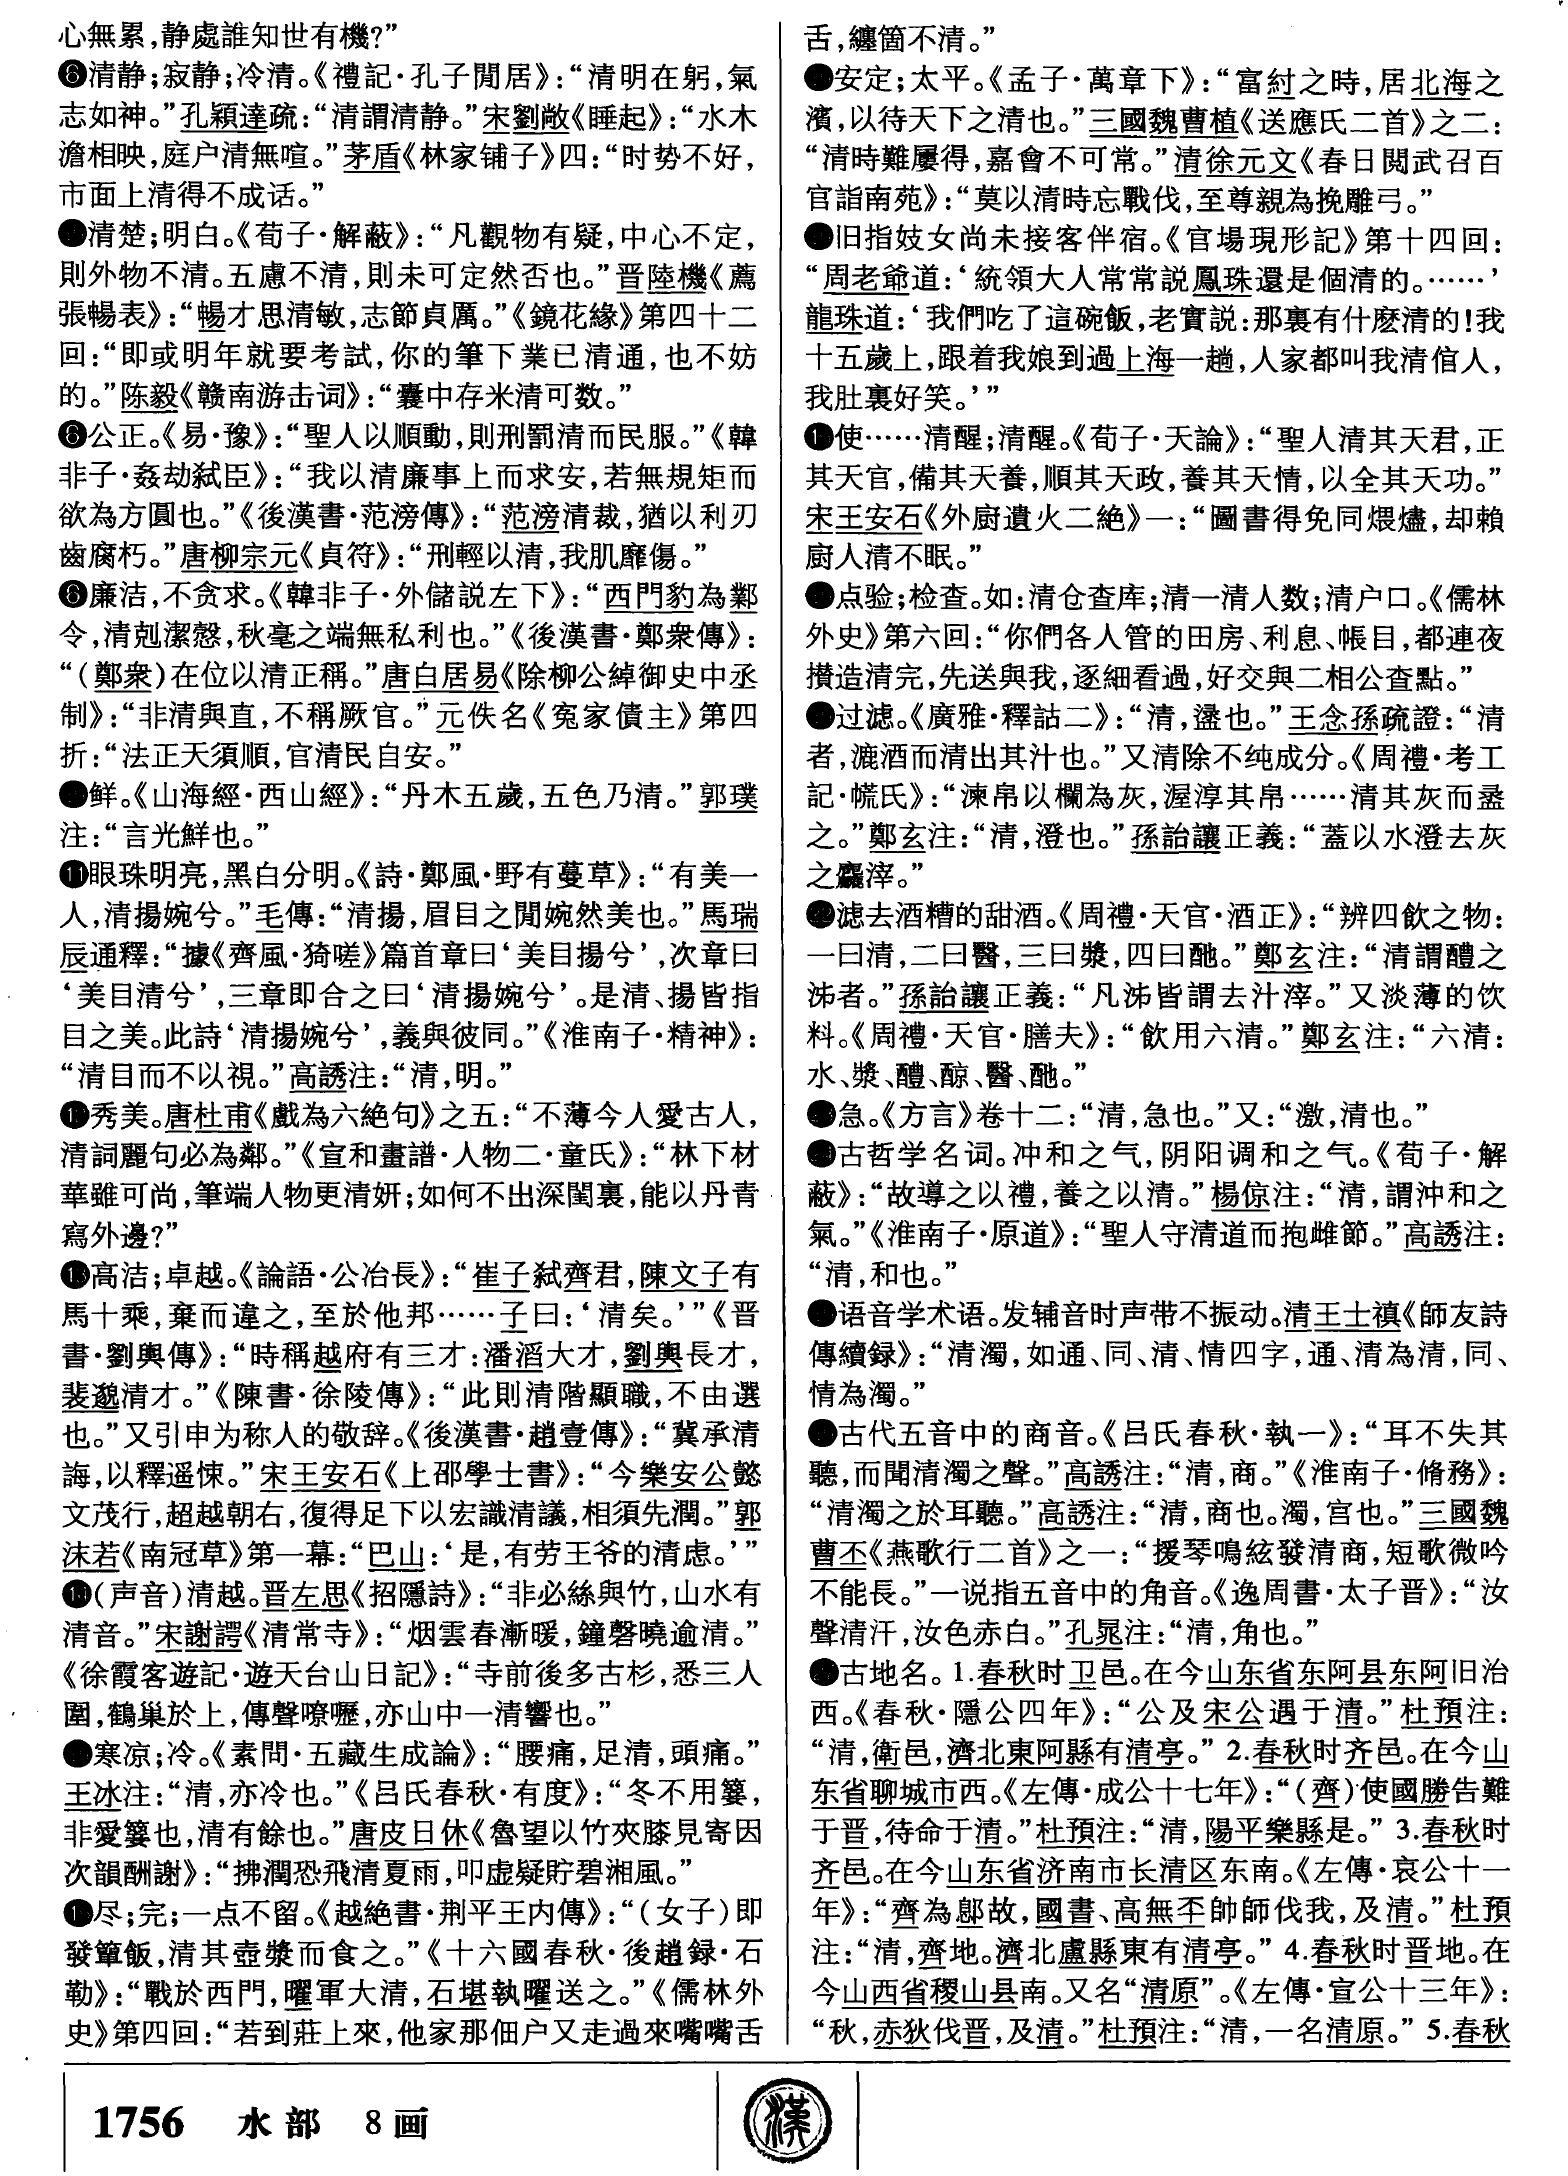 心無累，静處誰知世有機？”
❻清静；寂静；冷清。《禮記·孔子閒居》：“清明在躬，氣
志如神。”孔穎達疏：“清謂清静。”宋劉敞《睡起》：“水木
澹相映，庭户清無喧。”茅盾《林家铺子》四：“时势不好，
市面上清得不成话。”
清楚；明白。《荀子·解蔽》：“凡觀物有疑，中心不定，
則外物不清。五慮不清，則未可定然否也。”晋陸機《薦
張暢表》：“暢才思清敏，志節貞厲。”《鏡花緣》第四十二
回：“即或明年就要考試，你的筆下業已清通，也不妨
的。”陈毅《赣南游击词》：“囊中存米清可数。”
公正。《易·豫》：“聖人以順動，則刑罰清而民服。”《韓
非子·姦劫弑臣》：“我以清廉事上而求安，若無規矩而
欲為方圓也。”《後漢書·范滂傳》：“范滂清裁，猶以利刃
齒腐朽。”唐柳宗元《貞符》：“刑輕以清，我肌靡傷。”
廉洁，不贪求。《韓非子·外儲説左下》：“西門豹為鄴
令，清剋潔慤，秋毫之端無私利也。”《後漢書·鄭衆傳》：
“（鄭衆）在位以清正稱。”唐白居易《除柳公綽御史中丞
制》：“非清與直，不稱厥官。”元佚名《冤家債主》第四
折：“法正天須順，官清民自安。”
鲜。《山海經·西山經》：“丹木五歲，五色乃清。”郭璞
注：“言光鮮也。”
⓫眼珠明亮，黑白分明。《詩·鄭風·野有蔓草》：“有美一
人，清揚婉兮。”毛傳：“清揚，眉目之閒婉然美也。”馬瑞
辰通釋：“據《齊風·猗嗟》篇首章曰‘美目揚兮’，次章曰
‘美目清兮’，三章即合之曰‘清揚婉兮’。是清、揚皆指
目之美。此詩‘清揚婉兮’，義與彼同。”《淮南子·精神》：
“清目而不以視。”高誘注：“清，明。”
秀美。唐杜甫《戲為六絶句》之五：“不薄今人愛古人，
清詞麗句必為鄰。”《宣和畫譜·人物二·童氏》：“林下材
華雖可尚，筆端人物更清妍；如何不出深閨裏，能以丹青
寫外邊？”
高洁；卓越。《論語·公冶長》：“崔子弑齊君，陳文子有
馬十乘，棄而違之，至於他邦……子曰：‘清矣。’”《晋
書·劉輿傳》：“時稱越府有三才：潘滔大才，劉輿長才，
裴邈清才。”《陳書·徐陵傳》：“此則清階顯職，不由選
也。”又引申为称人的敬辞。《後漢書·趙壹傳》：“冀承清
誨，以釋遥悚。”宋王安石《上邵學士書》：“今樂安公懿
文茂行，超越朝右，復得足下以宏識清議，相須先潤。”郭
沫若《南冠草》第一幕：“巴山：‘是，有劳王爷的清虑。’”
（声音）清越。晋左思《招隱詩》：“非必絲與竹，山水有
清音。”宋謝諤《清常寺》：“烟雲春漸暖，鐘磬曉逾清。”
《徐霞客遊記·遊天台山日記》：“寺前後多古杉，悉三人
圍，鶴巢於上，傳聲嘹嚦，亦山中一清響也。”
寒凉；冷。《素問·五藏生成論》：“腰痛，足清，頭痛。”
王冰注：“清，亦冷也。”《吕氏春秋·有度》：“冬不用箑，
非愛箑也，清有餘也。”唐皮日休《魯望以竹夾膝見寄因
次韻酬謝》：“拂潤恐飛清夏雨，叩虚疑貯碧湘風。”
尽；完；一点不留。《越絶書·荆平王内傳》：“（女子）即
發簞飯，清其壺漿而食之。”《十六國春秋·後趙録·石
勒》：“戰於西門，曜軍大清，石堪執曜送之。”《儒林外
史》第四回：“若到莊上來，他家那佃户又走過來嘴嘴舌
舌，纏箇不清。”
安定；太平。《孟子·萬章下》：“當紂之時，居北海之
濱，以待天下之清也。”三國魏曹植《送應氏二首》之二：
“清時難屢得，嘉會不可常。”清徐元文《春日閱武召百
官詣南苑》：“莫以清時忘戰伐，至尊親為挽雕弓。”
旧指妓女尚未接客伴宿。《官場現形記》第十四回：
“周老爺道：‘統領大人常常説鳳珠還是個清的。……’
龍珠道：‘我們吃了這碗飯，老實説：那裏有什麽清的！我
十五歲上，跟着我娘到過上海一趟，人家都叫我清倌人，
我肚裏好笑。’”
使……清醒；清醒。《荀子·天論》：“聖人清其天君，正
其天官，備其天養，順其天政，養其天情，以全其天功。”
宋王安石《外厨遺火二絶》一：“圖書得免同煨燼，却賴
厨人清不眠。”
点验；检查。如：清仓查库；清一清人数；清户口。《儒林
外史》第六回：“你們各人管的田房、利息、帳目，都連夜
攢造清完，先送與我，逐細看過，好交與二相公查點。”
过滤。《廣雅·釋詁二》：“清，盪也。”王念孫疏證：“清
者，漉酒而清出其汁也。”又清除不纯成分。《周禮·考工
記·㡛氏》：“湅帛以欄為灰，渥淳其帛……清其灰而盝
之。”鄭玄注：“清，澄也。”孫詒讓正義：“蓋以水澄去灰
之麤滓。”
滤去酒糟的甜酒。《周禮·天官·酒正》：“辨四飲之物：
一曰清，二曰醫，三曰漿，四曰酏。”鄭玄注：“清謂醴之
泲者。”孫詒讓正義：“凡泲皆謂去汁滓。”又淡薄的饮
料。《周禮·天官·膳夫》：“飲用六清。”鄭玄注：“六清：
水、漿、醴、䣼、醫、酏。”
急。《方言》卷十二：“清，急也。”又：“激，清也。”
古哲学名词。冲和之气，阴阳调和之气。《荀子·解
蔽》：“故導之以禮，養之以清。”楊倞注：“清，謂沖和之
氣。”《淮南子·原道》：“聖人守清道而抱雌節。”高誘注：
“清，和也。”
语音学术语。发辅音时声带不振动。清王士禛《師友詩
傳續録》：“清濁，如通、同、清、情四字，通、清為清，同、
情為濁。”
古代五音中的商音。《吕氏春秋·執一》：“耳不失其
聽，而聞清濁之聲。”高誘注：“清，商。”《淮南子·脩務》：
“清濁之於耳聽。”高誘注：“清，商也。濁，宫也。”三國魏
曹丕《燕歌行二首》之一：“援琴鳴絃發清商，短歌微吟
不能長。”一说指五音中的角音。《逸周書·太子晋》：“汝
聲清汗，汝色赤白。”孔晁注：“清，角也。”
古地名。1.春秋时卫邑。在今山东省东阿县东阿旧治
西。《春秋·隱公四年》：“公及宋公遇于清。”杜預注：
“清，衛邑，濟北東阿縣有清亭。” 2.春秋时齐邑。在今山
东省聊城市西。《左傳·成公十七年》：“（齊）使國勝告難
于晋，待命于清。”杜預注：“清，陽平樂縣是。” 3.春秋时
齐邑。在今山东省济南市长清区东南。《左傳·哀公十一
年》：“齊為鄎故，國書、高無㔻帥師伐我，及清。”杜預
注：“清，齊地。濟北盧縣東有清亭。” 4.春秋时晋地。在
今山西省稷山县南。又名“清原”。《左傳·宣公十三年》：
“秋，赤狄伐晋，及清。”杜預注：“清，一名清原。” 5.春秋
1756 水部 8画
漢